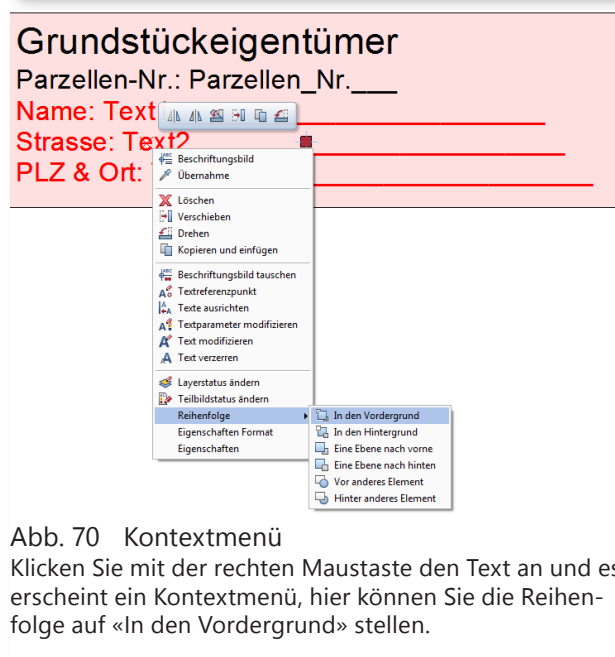 Grundstückeigentümer
Parzellen-Nr.: Parzellen_Nr.___
Name: Text
Strasse: Text2
PLZ & Ort:
Beschriftungsbild
Übernahme
Löschen
Verschieben
Drehen
Kopieren und einfügen
Beschriftungsbild tauschen
Textreferenzpunkt
Texte ausrichten
Textparameter modifizieren
Text modifizieren
Text verzerren
Layerstatus ändern
Teilbildstatus ändern
Reihenfolge
Eigenschaften Format
Eigenschaften
In den Vordergrund
In den Hintergrund
Eine Ebene nach vorne
Eine Ebene nach hinten
Vor anderes Element
Hinter anderes Element
Abb. 70 Kontextmenü
Klicken Sie mit der rechten Maustaste den Text an und es
erscheint ein Kontextmenü, hier können Sie die Reihen-
folge auf «In den Vordergrund» stellen.